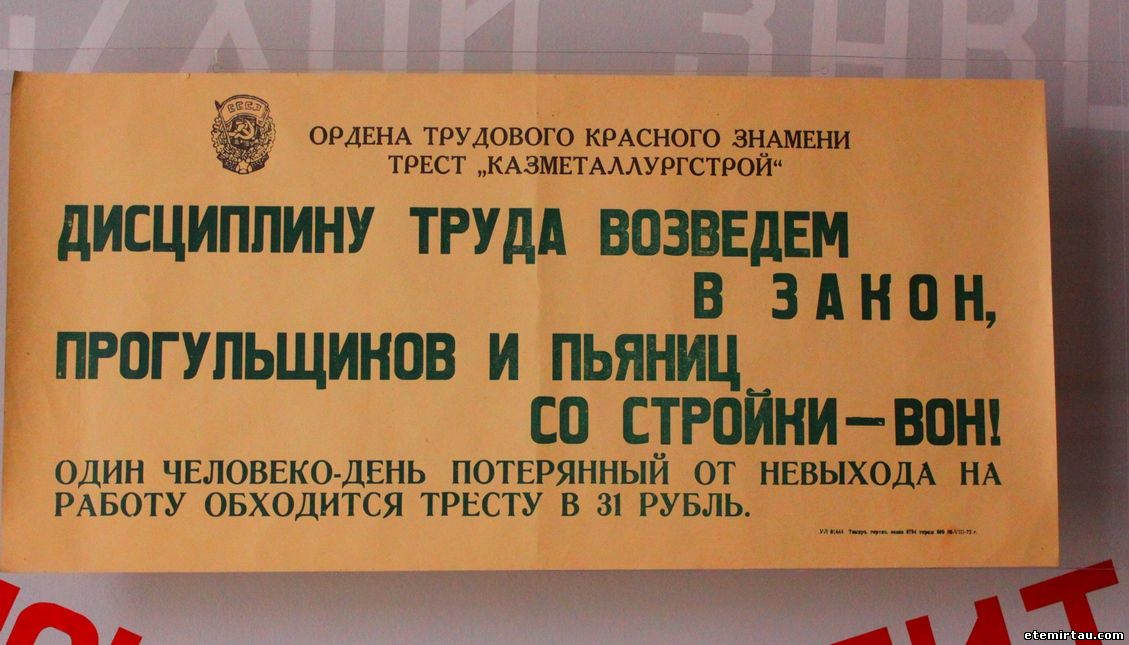 СССР
ОРДЕНА ТРУДОВОГО КРАСНОГО ЗНАМЕНИ
ТРЕСТ „КАЗМЕТАЛЛУРГСТРОЙ“
ДИСЦИПЛИНУ ТРУДА ВОЗВЕДЕМ
В ЗАКОН,
ПРОГУЛЬЩИКОВ И ПЬЯНИЦ
СО СТРОЙКИ—ВОН!
ОДИН ЧЕЛОВЕКО-ДЕНЬ ПОТЕРЯННЫЙ ОТ НЕВЫХОДА НА
РАБОТУ ОБХОДИТСЯ ТРЕСТУ В 31 РУБЛЬ.
etemirtau.com